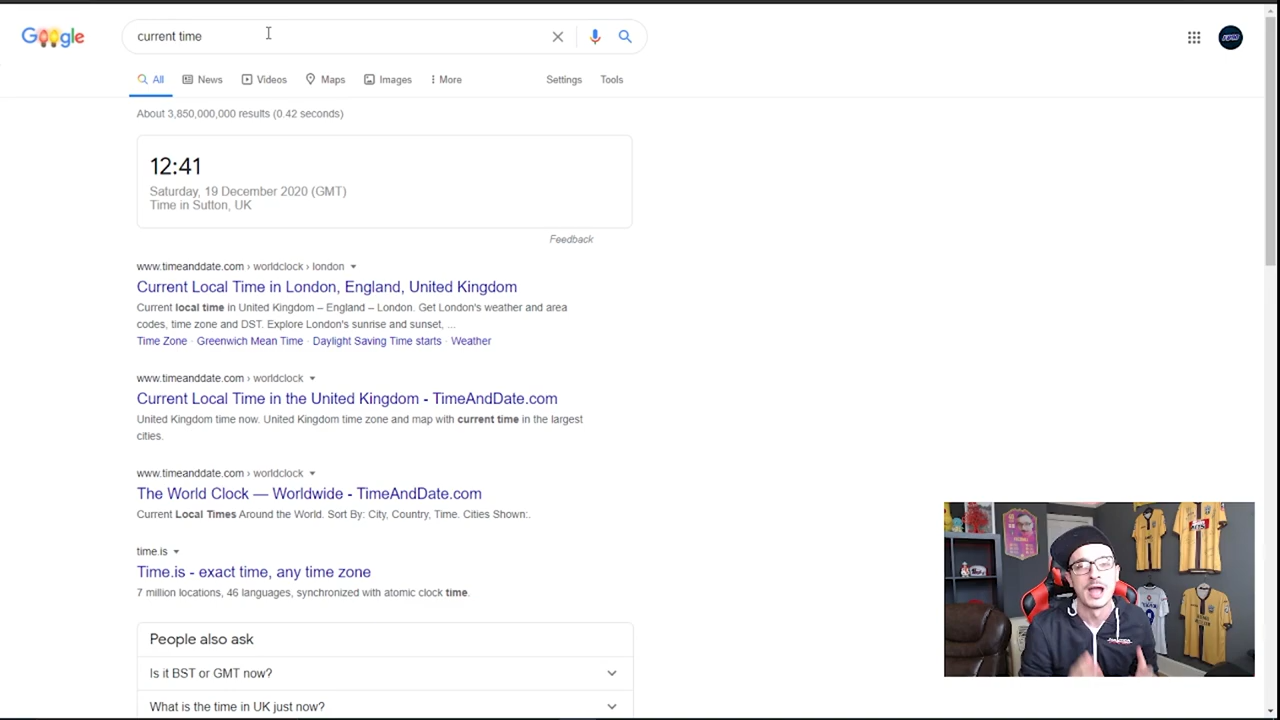 Google
current time
All
News
Videos
Maps
Images
More
Settings
Tools
About 3,850,000,000 results (0.42 seconds)
12:41
Saturday, 19 December 2020 (GMT)
Time in Sutton, UK
Feedback
www.timeanddate.com › worldclock › london
Current Local Time in London, England, United Kingdom
Current local time in United Kingdom – England – London. Get London's weather and area
codes, time zone and DST. Explore London's sunrise and sunset, ...
Time Zone · Greenwich Mean Time · Daylight Saving Time starts · Weather
www.timeanddate.com › worldclock
Current Local Time in the United Kingdom - TimeAndDate.com
United Kingdom time now. United Kingdom time zone and map with current time in the largest
cities.
www.timeanddate.com › worldclock
The World Clock — Worldwide - TimeAndDate.com
Current Local Times Around the World. Sort By: City, Country, Time. Cities Shown:.
time.is
Time.is - exact time, any time zone
7 million locations, 46 languages, synchronized with atomic clock time.
People also ask
Is it BST or GMT now?
What is the time in UK just now?